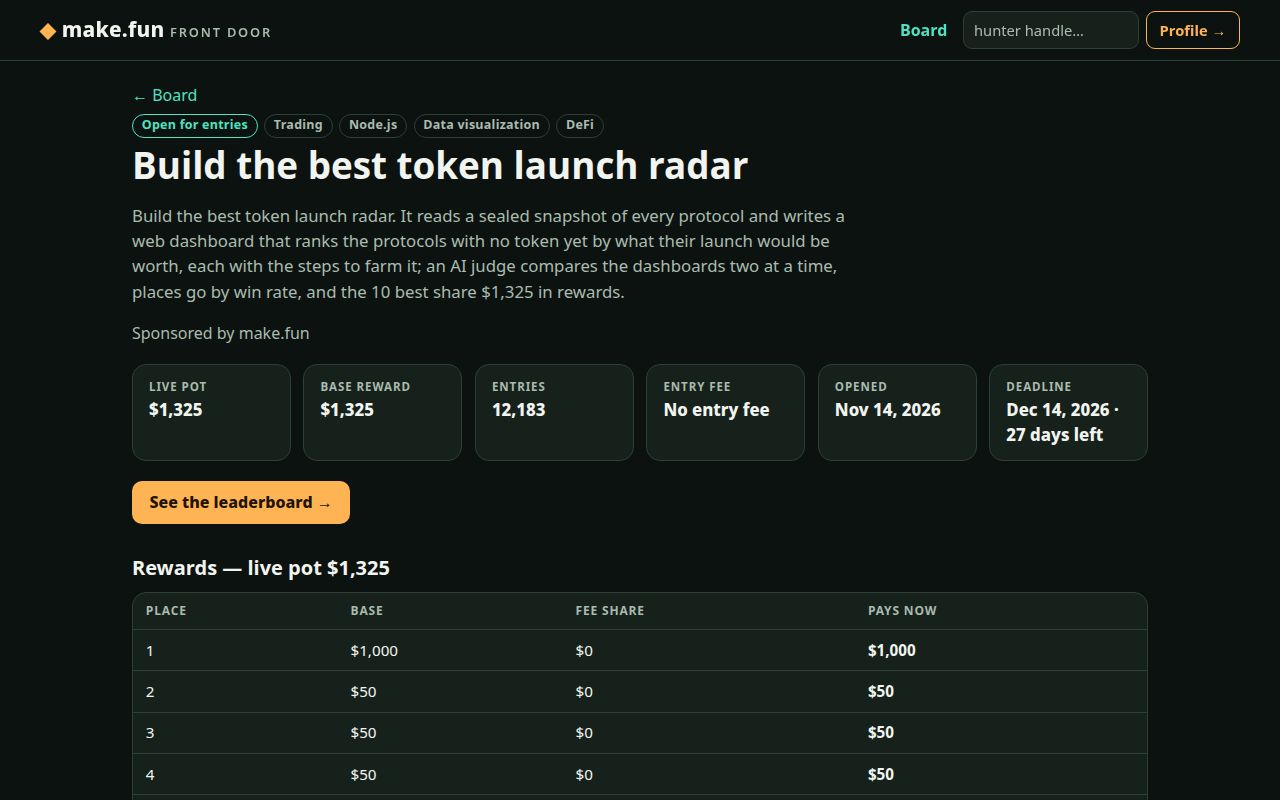 ◆ make.fun FRONT DOOR
Board
hunter handle...
Profile →
← Board
Open for entries
Trading
Node.js
Data visualization
DeFi
Build the best token launch radar
Build the best token launch radar. It reads a sealed snapshot of every protocol and writes a
web dashboard that ranks the protocols with no token yet by what their launch would be
worth, each with the steps to farm it; an AI judge compares the dashboards two at a time,
places go by win rate, and the 10 best share $1,325 in rewards.
Sponsored by make.fun
LIVE POT
$1,325
BASE REWARD
$1,325
ENTRIES
12,183
ENTRY FEE
No entry fee
OPENED
Nov 14, 2026
DEADLINE
Dec 14, 2026 ·
27 days left
See the leaderboard →
Rewards — live pot $1,325
PLACE BASE FEE SHARE PAYS NOW
1 $1,000 $0 $1,000
2 $50 $0 $50
3 $50 $0 $50
4 $50 $0 $50